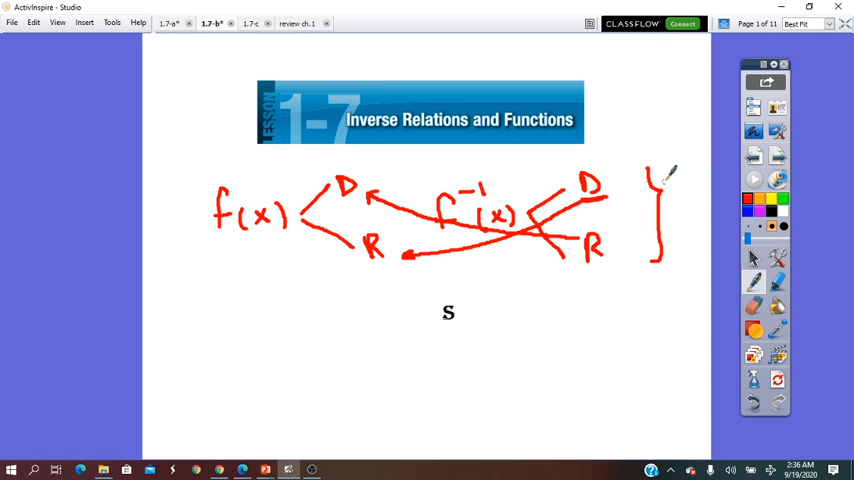 ActivInspire - Studio
File Edit View Insert Tools Help
1.7-a* 1.7-b* 1.7-c review ch.1
CLASSFLOW Connect
Page 1 of 11 Best Fit
LESSON 1-7 Inverse Relations and Functions
D D
f(x) f⁻¹(x)
R R
s
2:36 AM
9/19/2020